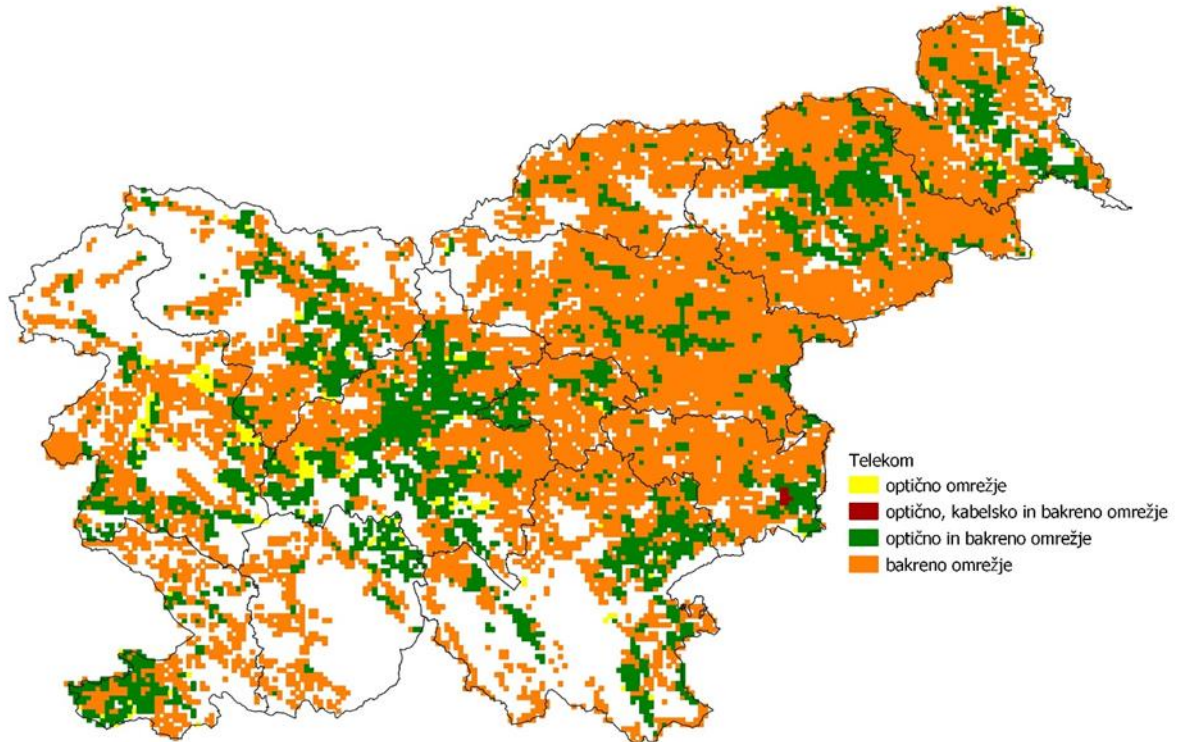 Telekom
optično omrežje
optično, kabelsko in bakreno omrežje
optično in bakreno omrežje
bakreno omrežje